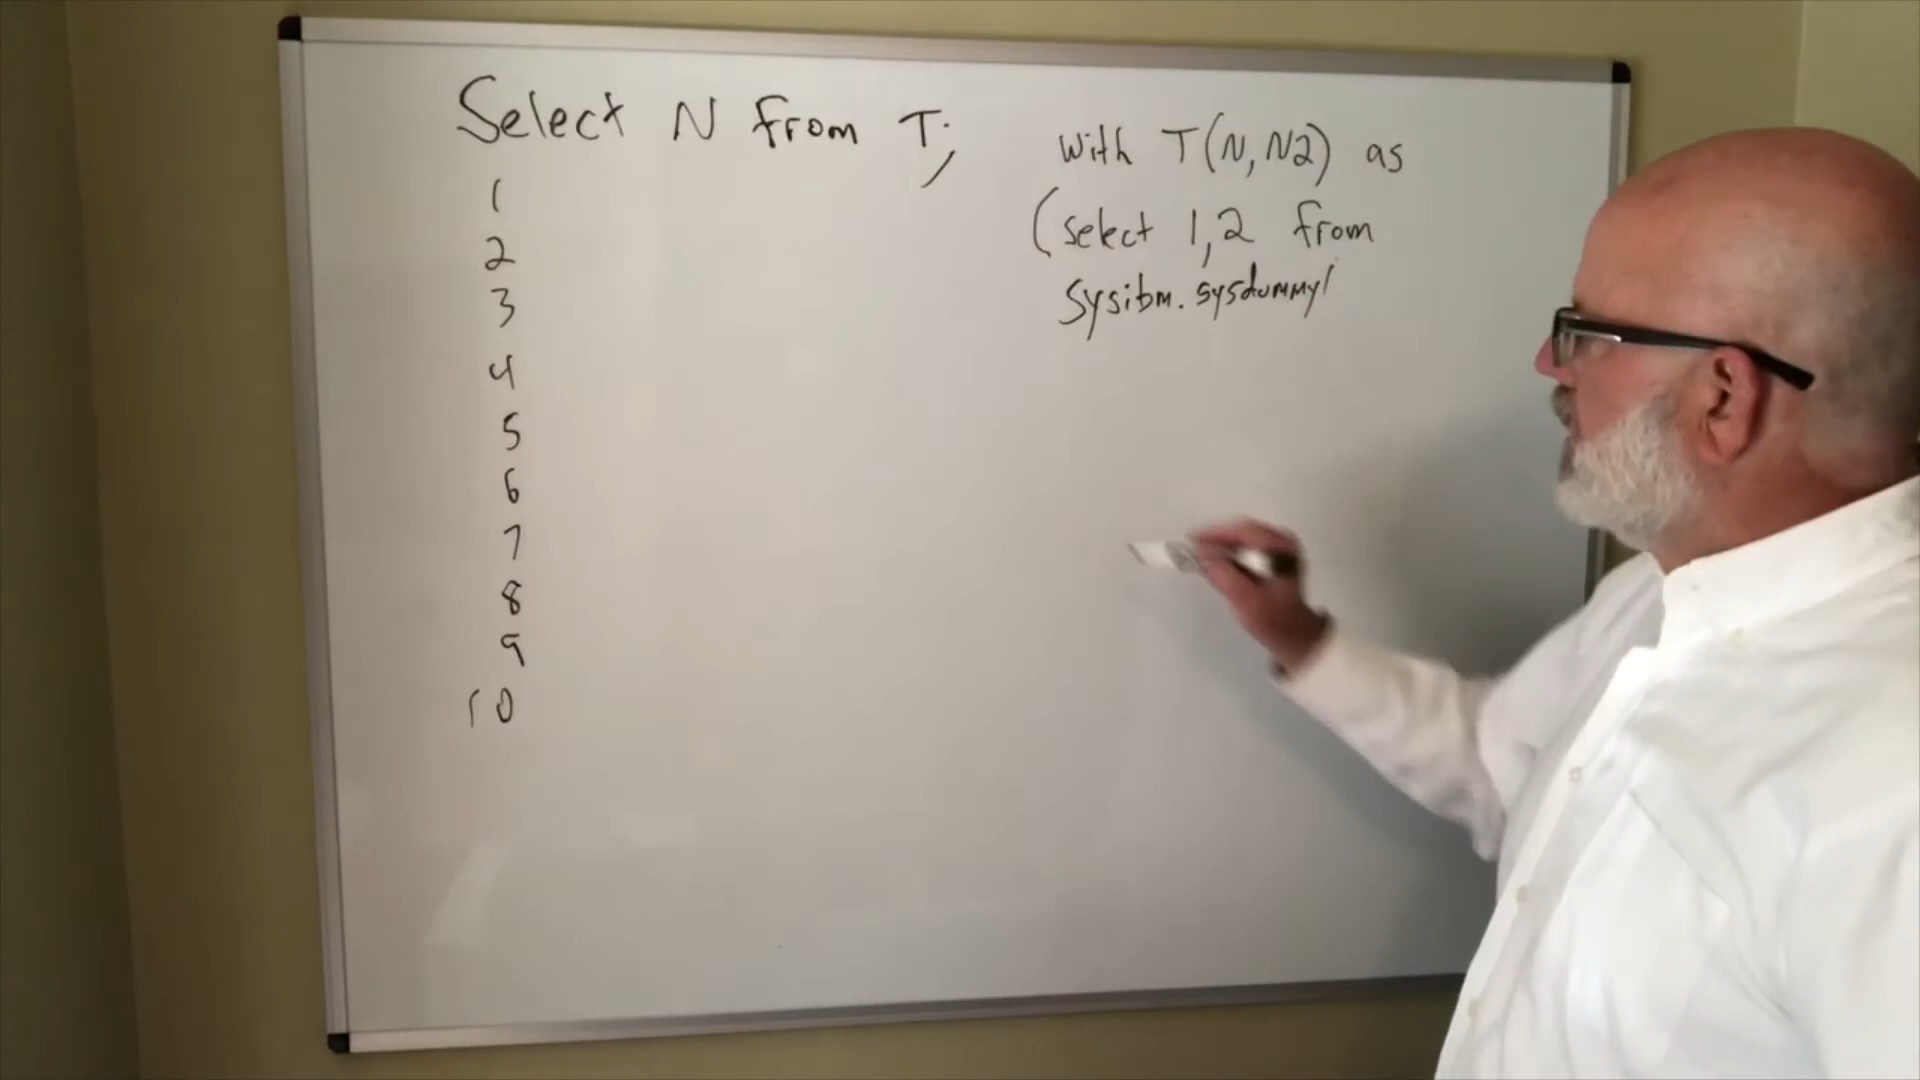 Select N from T;
1
2
3
4
5
6
7
8
9
10
with T(N,N2) as
(select 1,2 from
sysibm.sysdummy1